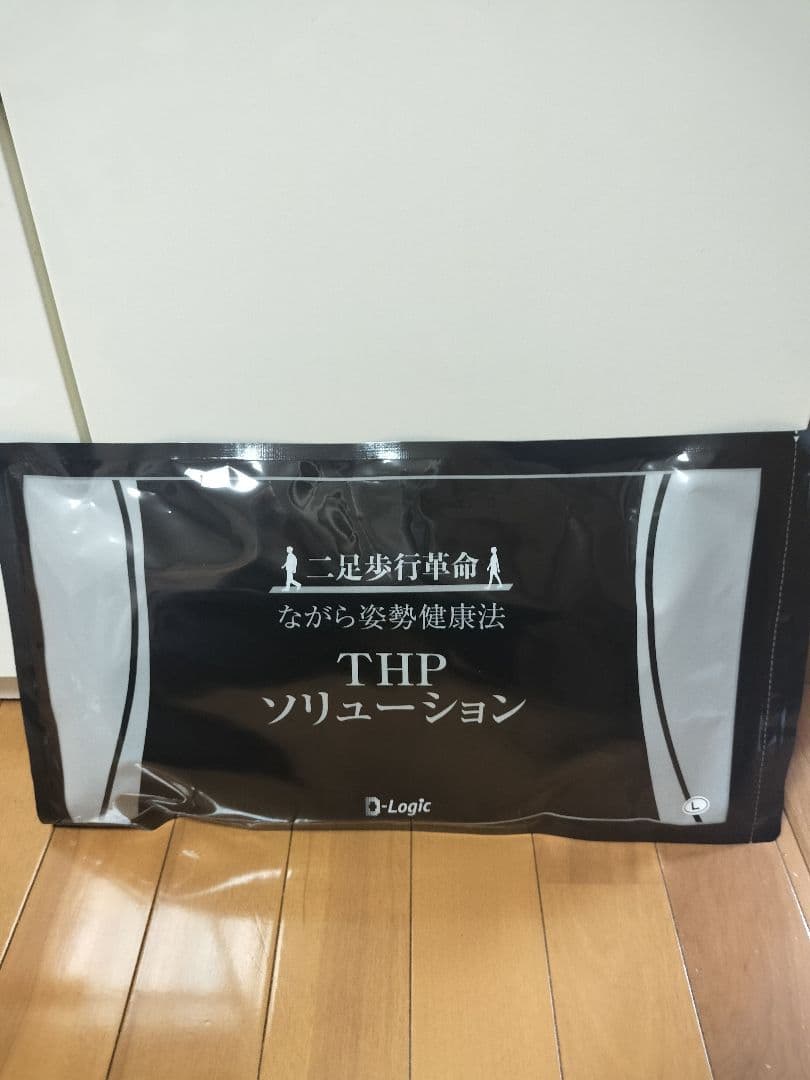 二足歩行革命
ながら姿勢健康法
THP
ソリューション
D-Logic
L